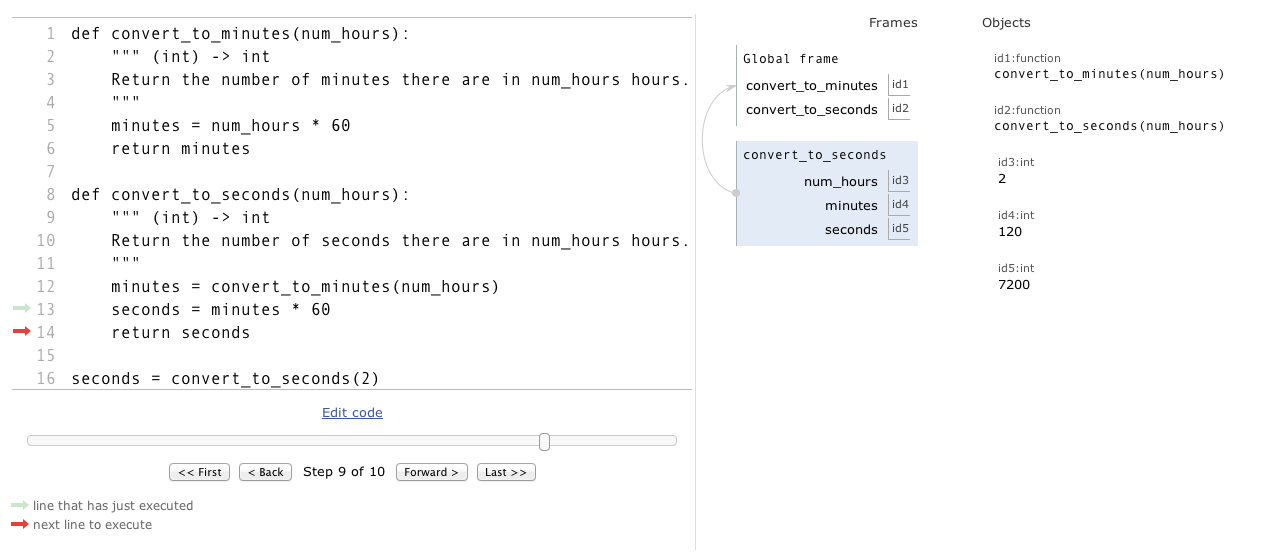 1 def convert_to_minutes(num_hours):
2     """ (int) -> int
3     Return the number of minutes there are in num_hours hours.
4     """
5     minutes = num_hours * 60
6     return minutes
7
8 def convert_to_seconds(num_hours):
9     """ (int) -> int
10     Return the number of seconds there are in num_hours hours.
11     """
12     minutes = convert_to_minutes(num_hours)
13     seconds = minutes * 60
14     return seconds
15
16 seconds = convert_to_seconds(2)
Edit code
<< First < Back Step 9 of 10 Forward > Last >>
line that has just executed
next line to execute
Frames Objects
Global frame
convert_to_minutes id1
convert_to_seconds id2
convert_to_seconds
num_hours id3
minutes id4
seconds id5
id1:function
convert_to_minutes(num_hours)
id2:function
convert_to_seconds(num_hours)
id3:int
2
id4:int
120
id5:int
7200